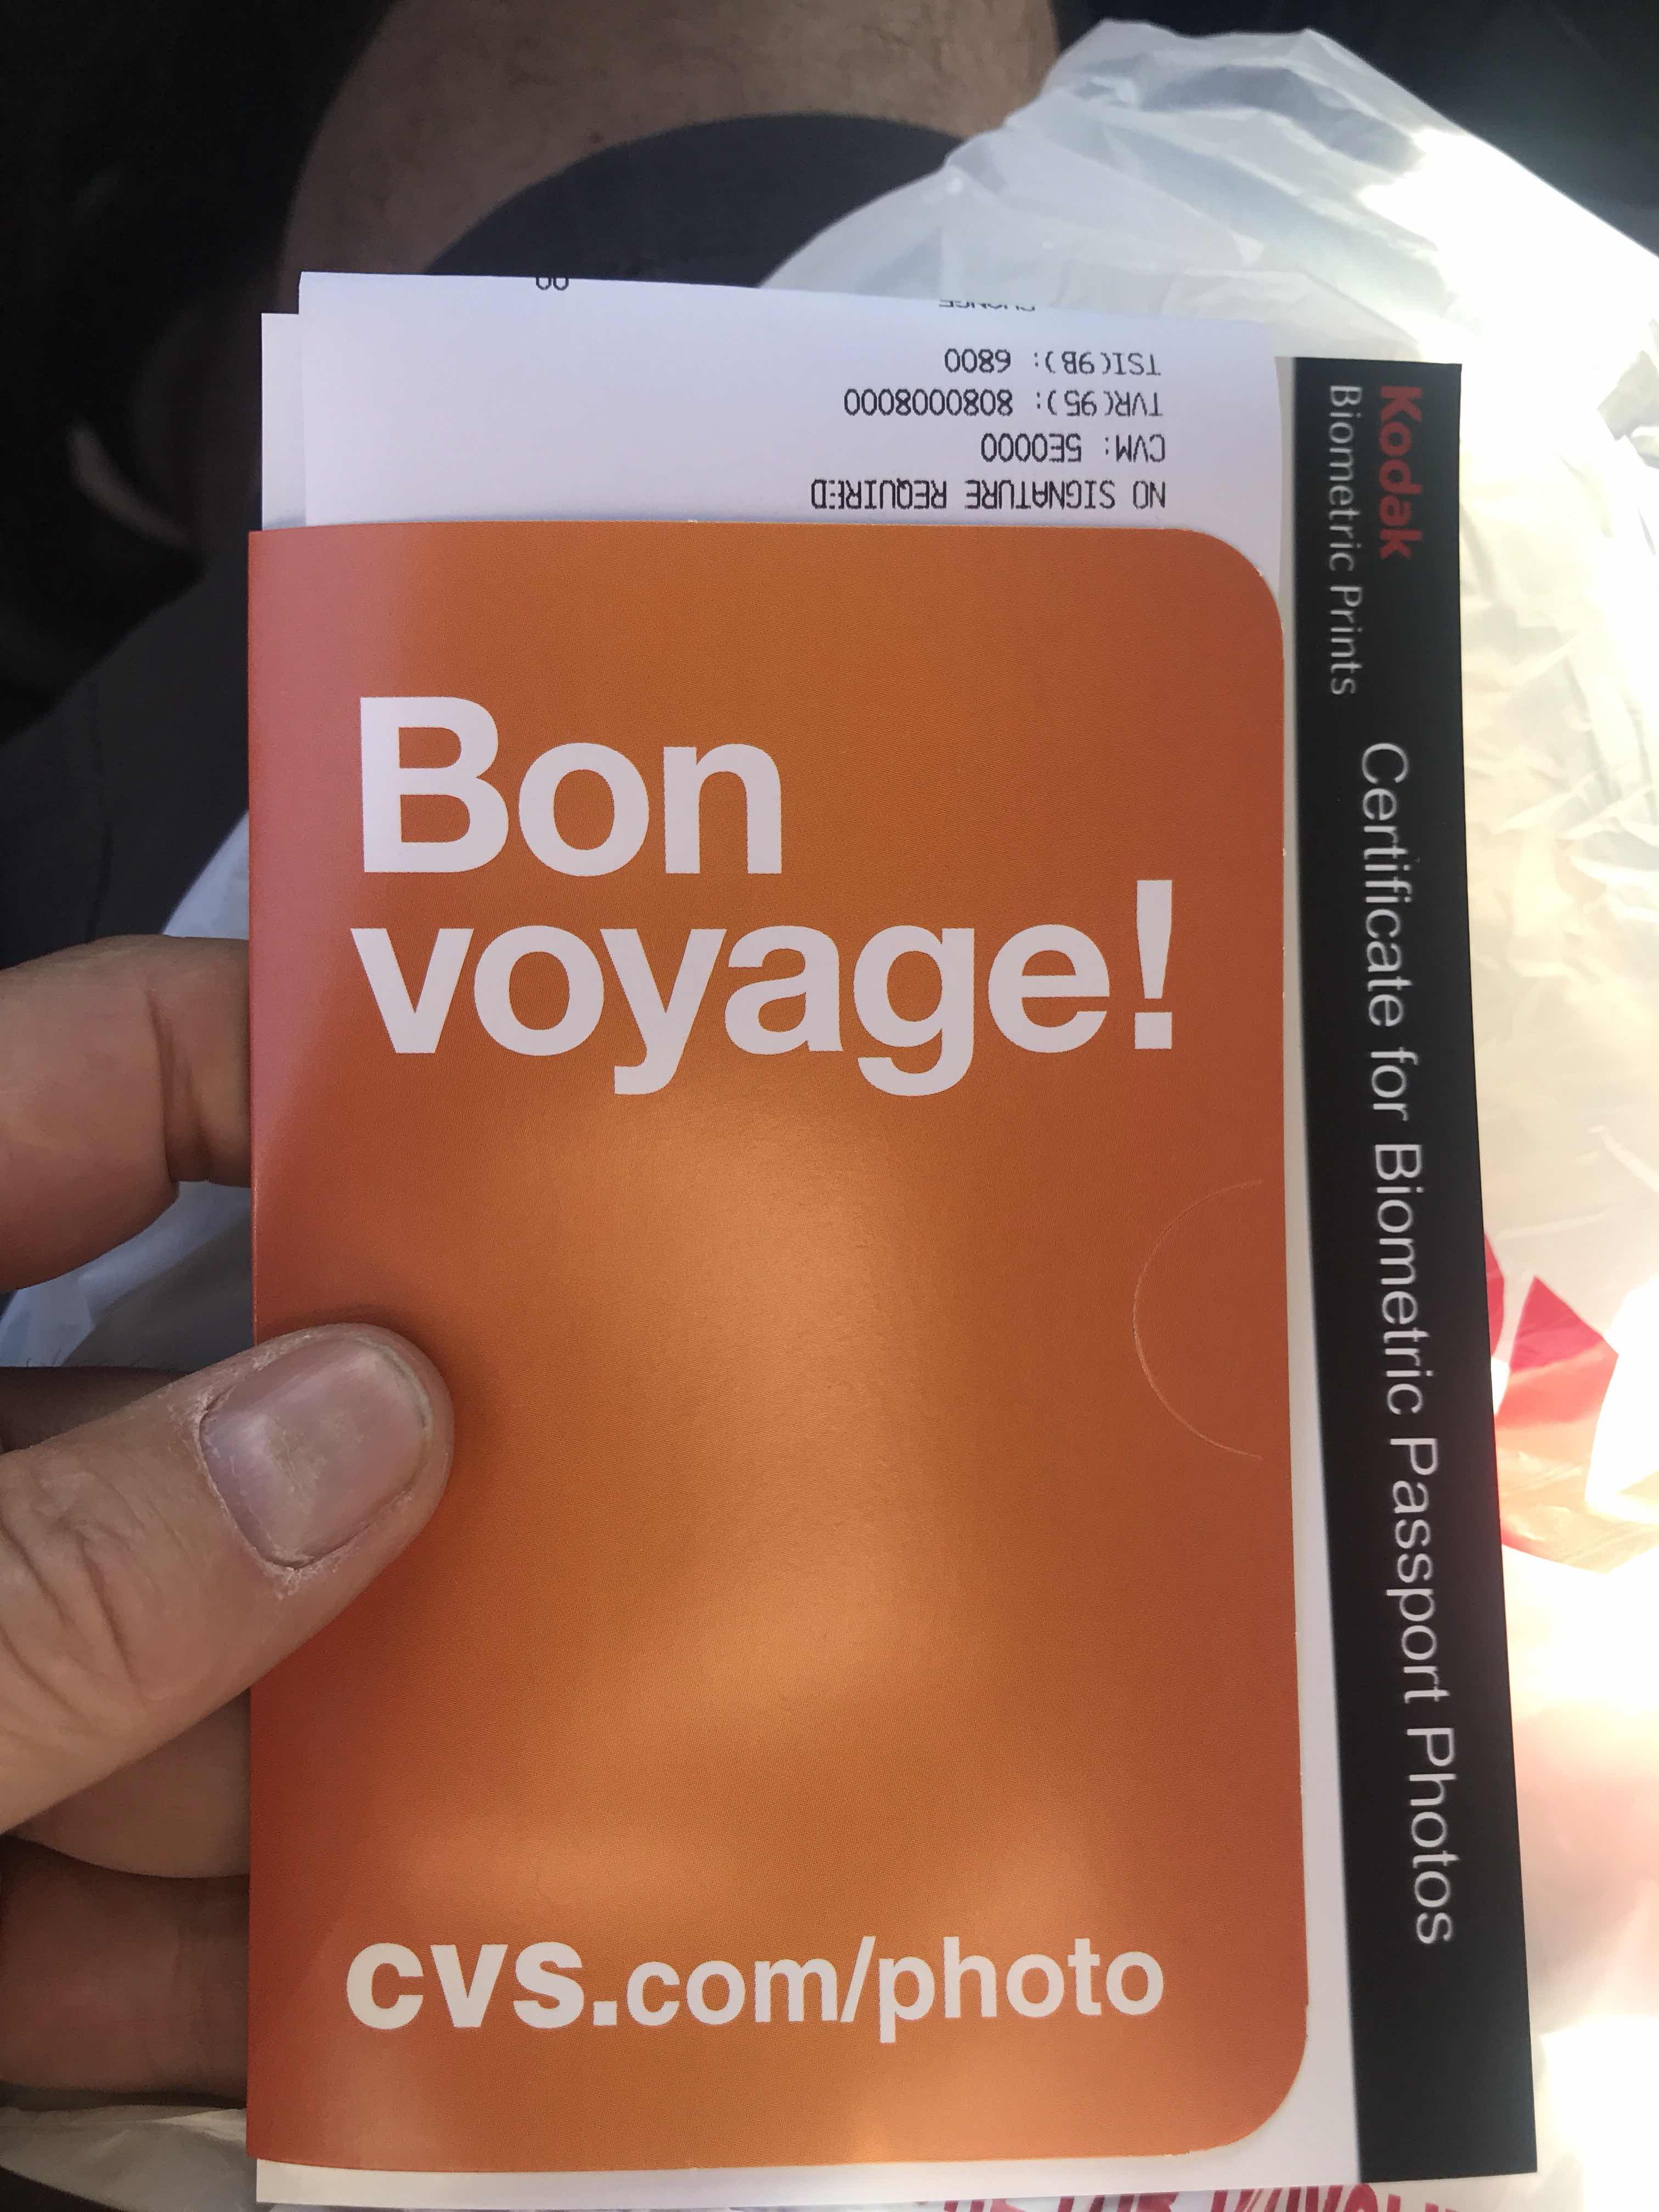 CHANGE
TSI(9B): 6800
TVR(95): 8080008000
CVM: 5E0000
NO SIGNATURE REQUIRED
Bon
voyage!
cvs.com/photo
Kodak
Biometric Prints
Certificate for Biometric Passport Photos